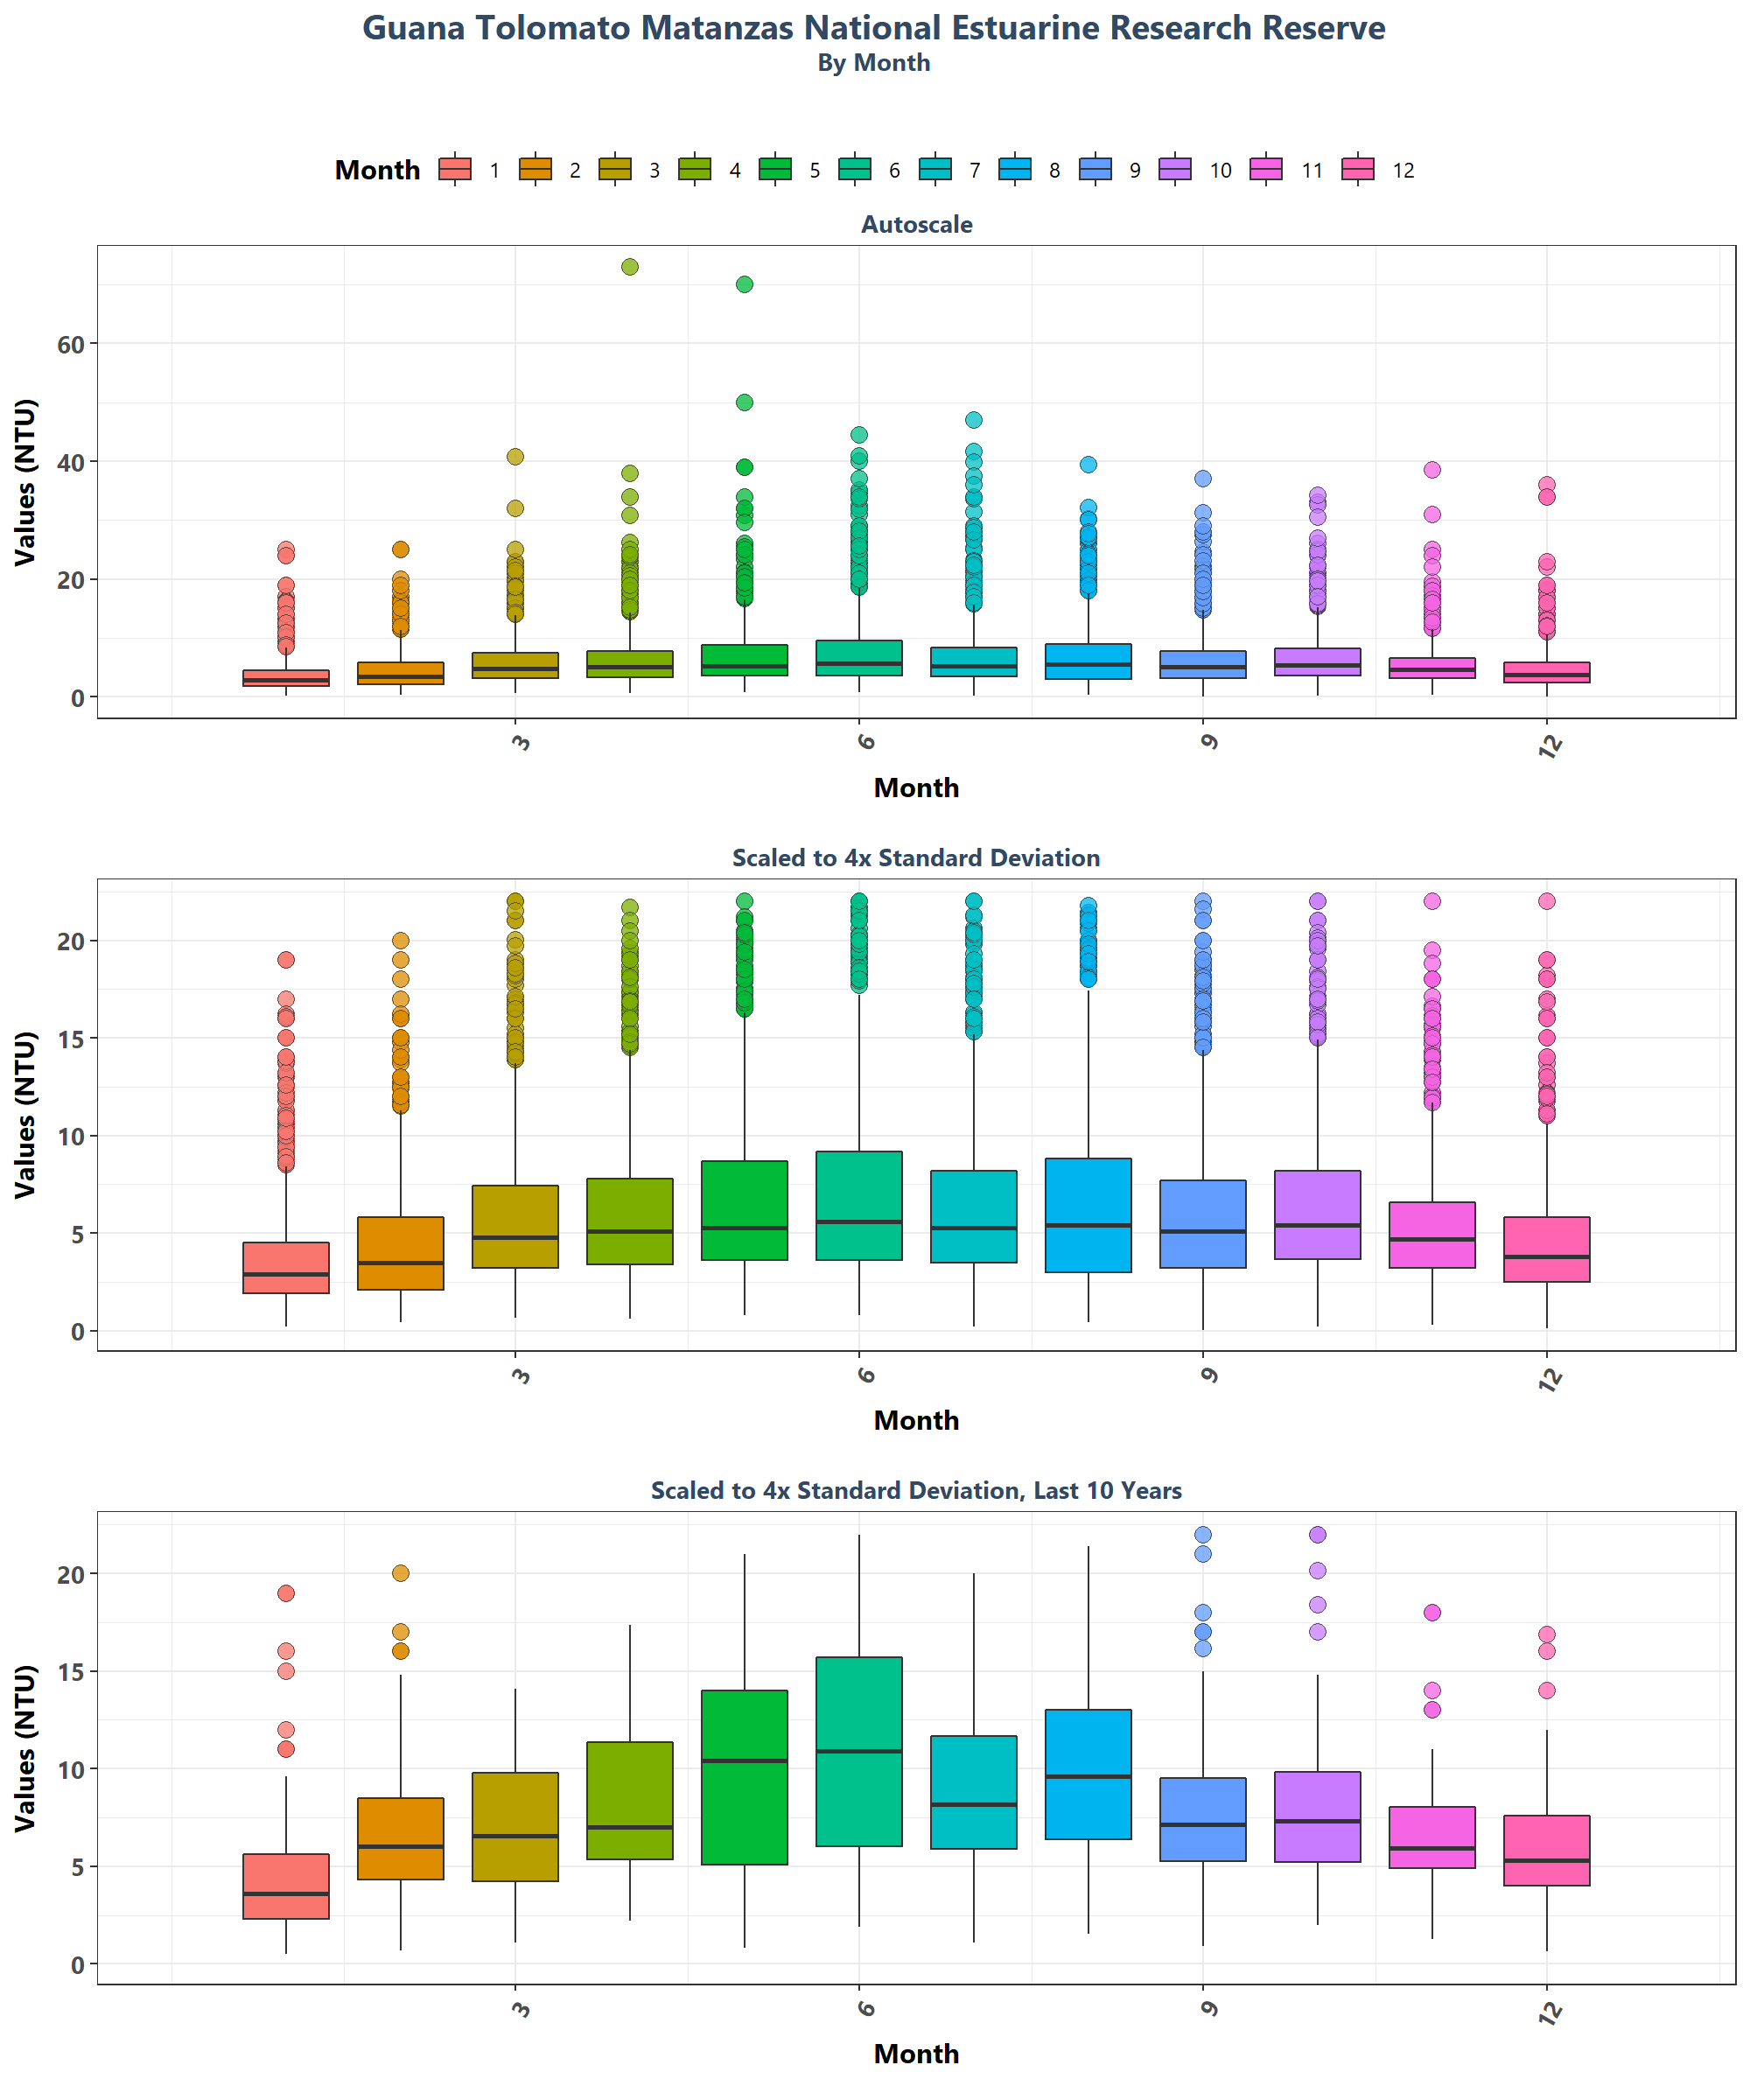 Guana Tolomato Matanzas National Estuarine Research Reserve
By Month
Month 1 2 3 4 5 6 7 8 9 10 11 12
Autoscale
Values (NTU)
60
40
20
0
3 6 9 12
Month
Scaled to 4x Standard Deviation
Values (NTU)
20
15
10
5
0
3 6 9 12
Month
Scaled to 4x Standard Deviation, Last 10 Years
Values (NTU)
20
15
10
5
0
3 6 9 12
Month